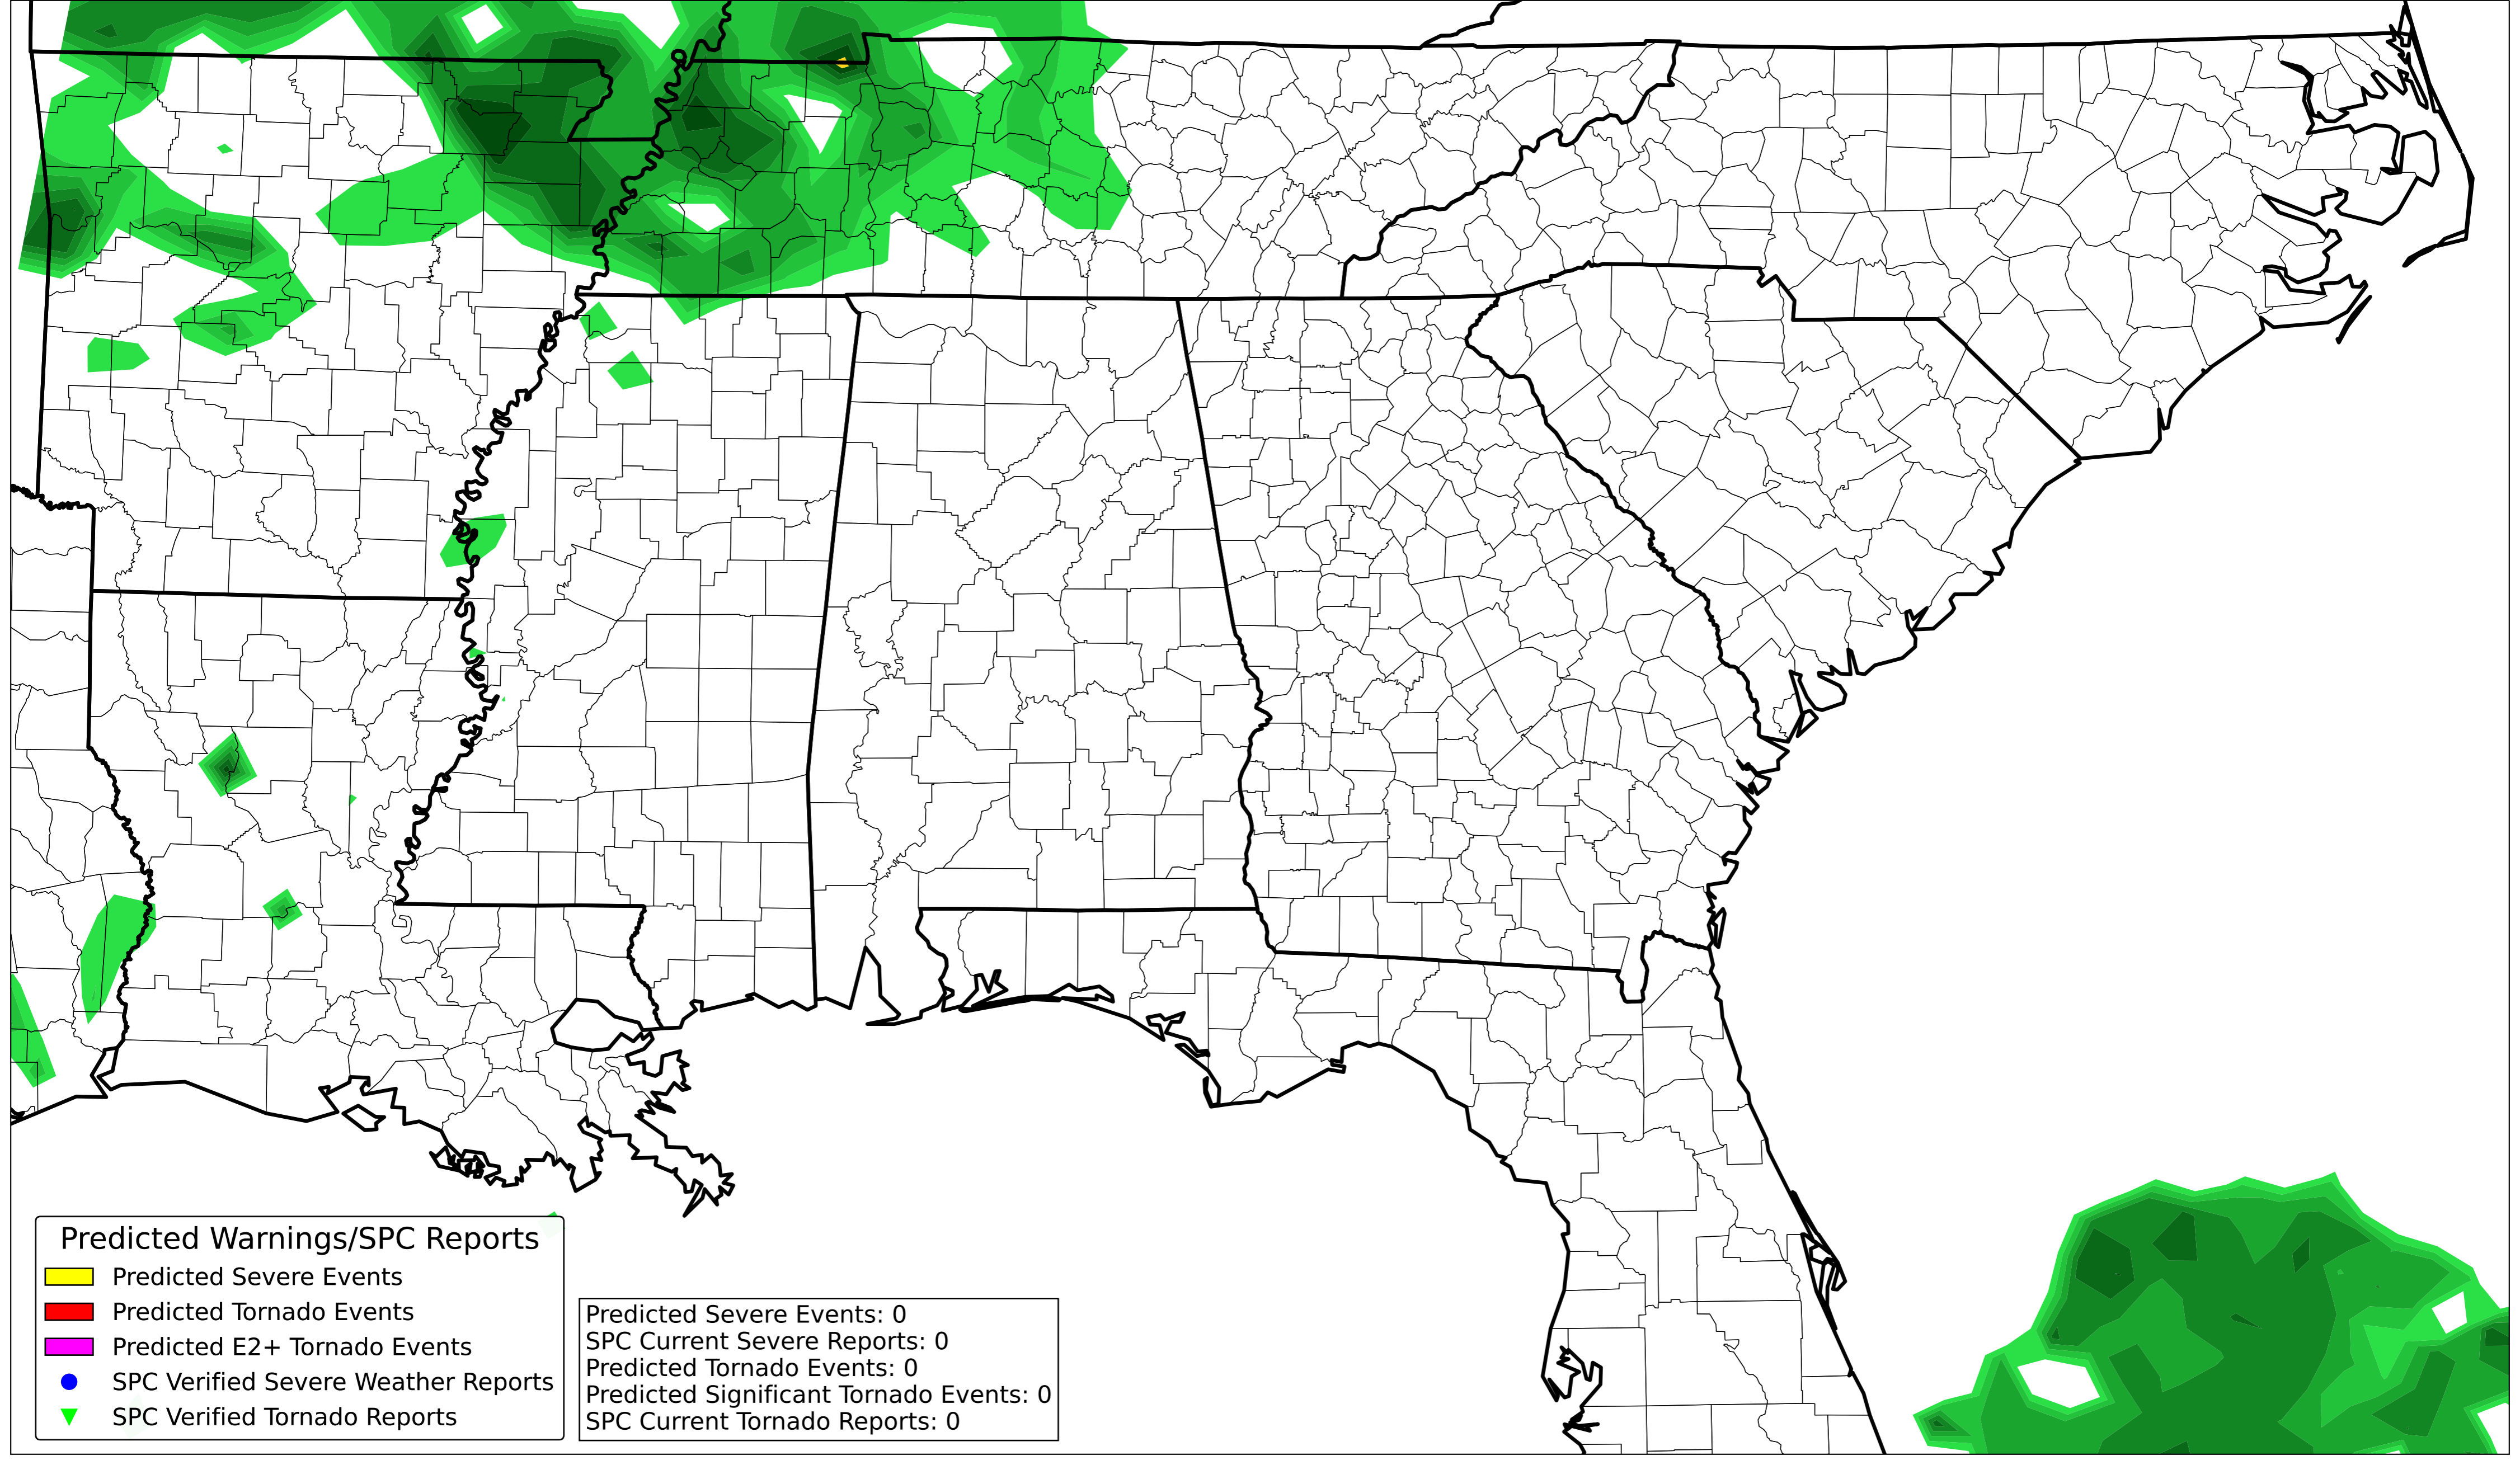 Predicted Warnings/SPC Reports
Predicted Severe Events
Predicted Tornado Events
Predicted E2+ Tornado Events
SPC Verified Severe Weather Reports
SPC Verified Tornado Reports
Predicted Severe Events: 0
SPC Current Severe Reports: 0
Predicted Tornado Events: 0
Predicted Significant Tornado Events: 0
SPC Current Tornado Reports: 0